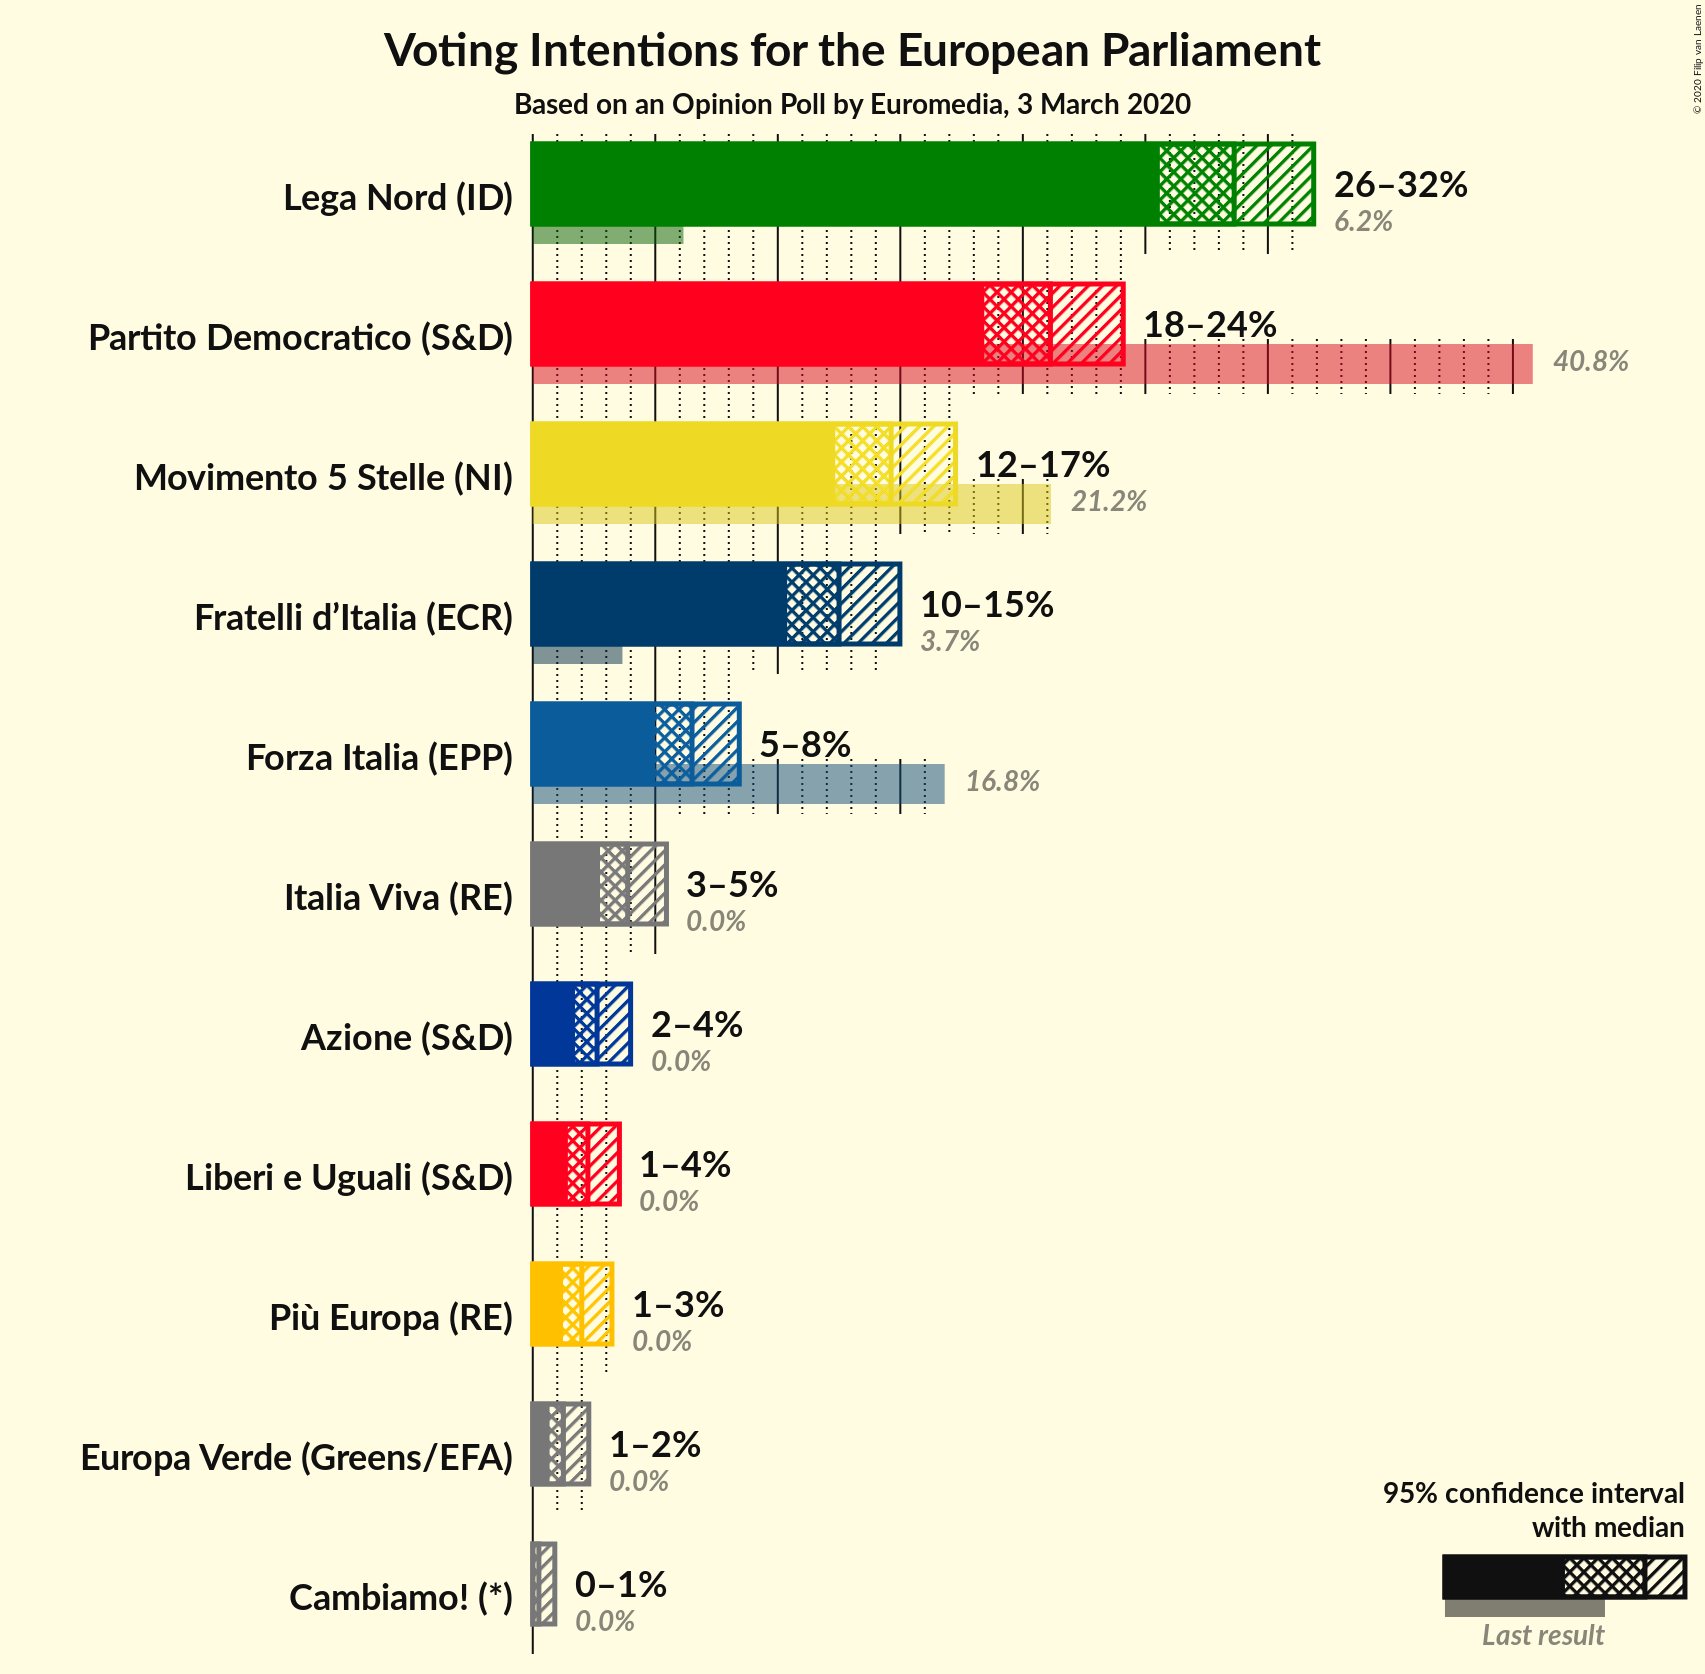 Voting Intentions for the European Parliament
Based on an Opinion Poll by Euromedia, 3 March 2020
© 2020 Filip van Laenen
Lega Nord (ID)
26–32%
6.2%
Partito Democratico (S&D)
18–24%
40.8%
Movimento 5 Stelle (NI)
12–17%
21.2%
Fratelli d’Italia (ECR)
10–15%
3.7%
Forza Italia (EPP)
5–8%
16.8%
Italia Viva (RE)
3–5%
0.0%
Azione (S&D)
2–4%
0.0%
Liberi e Uguali (S&D)
1–4%
0.0%
Più Europa (RE)
1–3%
0.0%
Europa Verde (Greens/EFA)
1–2%
0.0%
Cambiamo! (*)
0–1%
0.0%
95% confidence interval
with median
Last result